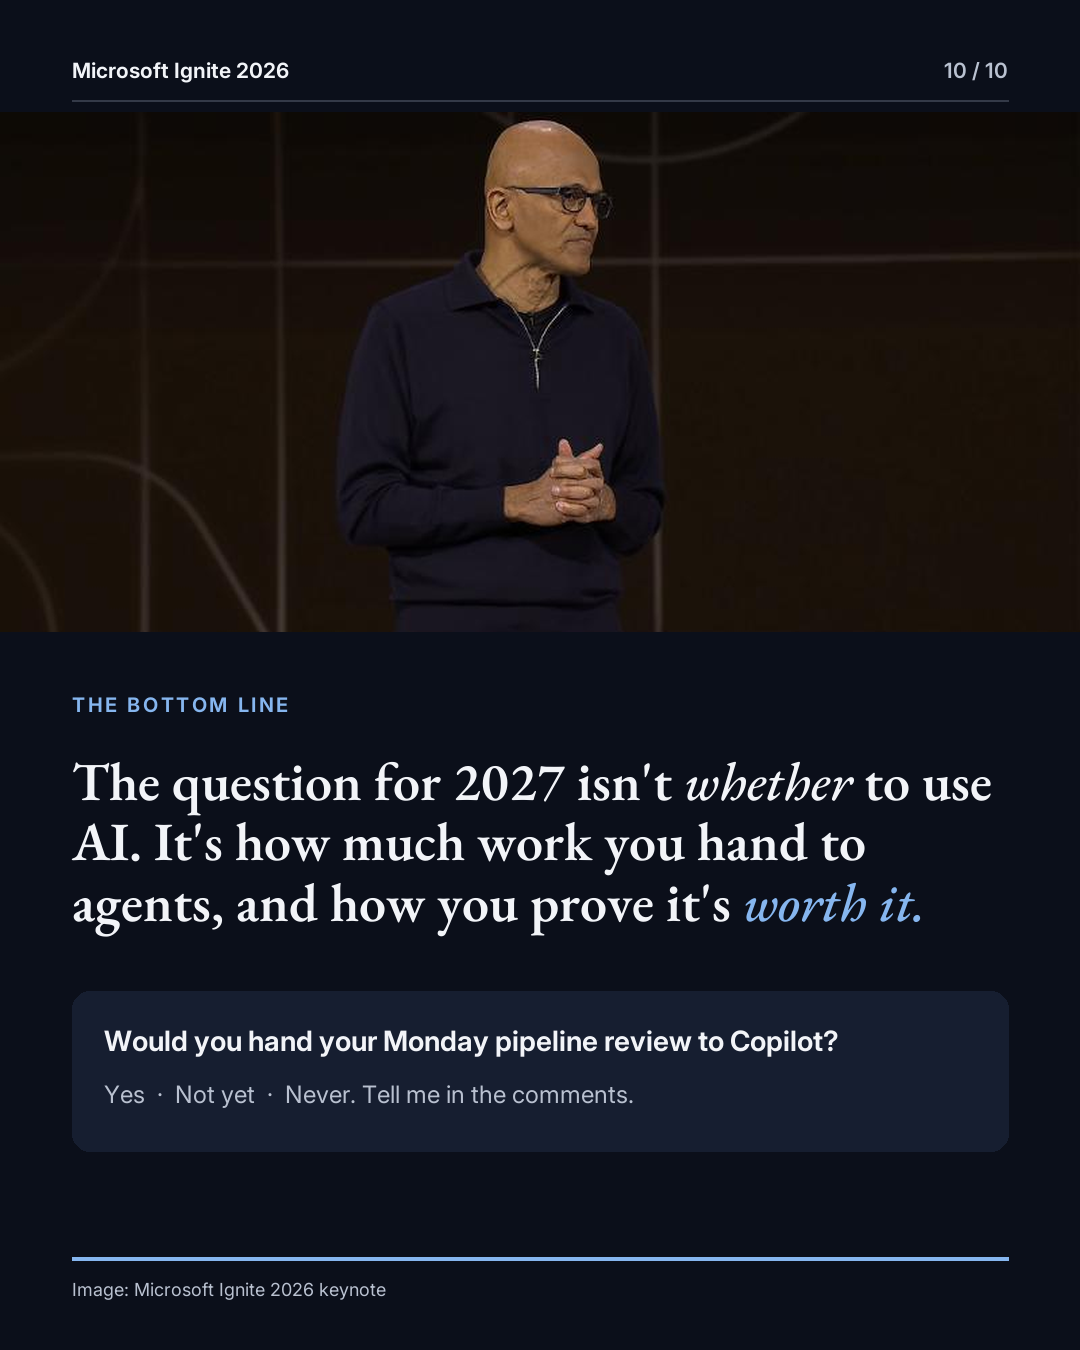 Microsoft Ignite 2026
10 / 10
THE BOTTOM LINE
The question for 2027 isn't whether to use
AI. It's how much work you hand to
agents, and how you prove it's worth it.
Would you hand your Monday pipeline review to Copilot?
Yes · Not yet · Never. Tell me in the comments.
Image: Microsoft Ignite 2026 keynote